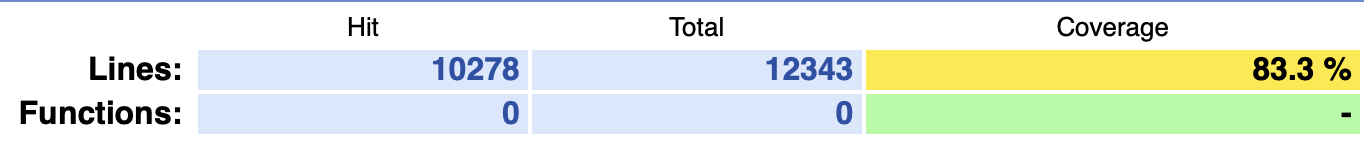 Hit Total Coverage
Lines: 10278 12343 83.3 %
Functions: 0 0 -